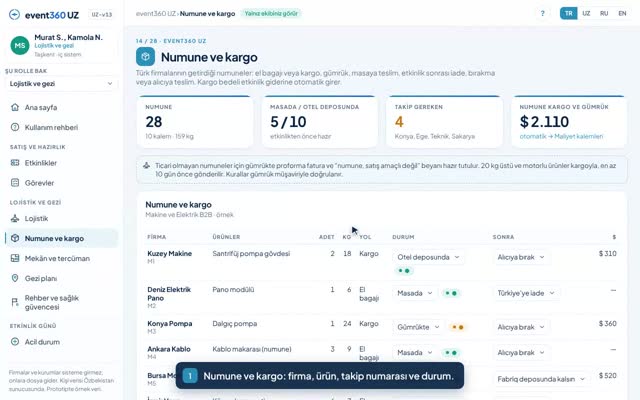 event360 UZ
UZ-v13
event360 UZ › Numune ve kargo
Yalnız ekibiniz görür
?
TR UZ RU EN
MS
Murat S., Kamola N.
Lojistik ve gezi
Taşkent · iç sistem
ŞU ROLLE BAK
Lojistik ve gezi
Ana sayfa
Kullanım rehberi
SATIŞ VE HAZIRLIK
Etkinlikler
Görevler
LOJİSTİK VE GEZİ
Lojistik
Numune ve kargo
Mekân ve tercüman
Gezi planı
Rehber ve sağlık güvencesi
ETKİNLİK GÜNÜ
Acil durum
Firmalar ve kurumlar sisteme girmez; onlara dosya gider. Kişi verisi Özbekistan sunucusunda. Prototipte örnek veri.
14 / 28 · EVENT360 UZ
Numune ve kargo
Türk firmalarının getirdiği numuneler: el bagajı veya kargo, gümrük, masaya teslim, etkinlik sonrası iade, bırakma
veya alıcıya teslim. Kargo bedeli etkinlik giderine otomatik girer.
NUMUNE
28
10 kalem · 159 kg
MASADA / OTEL DEPOSUNDA
5 / 10
etkinlikten önce hazır
TAKİP GEREKEN
4
Konya, Ege, Teknik, Sakarya
NUMUNE KARGO VE GÜMRÜK
$ 2.110
otomatik → Maliyet kalemleri
Ticari olmayan numuneler için gümrükte proforma fatura ve "numune, satış amaçlı değil" beyanı hazır tutulur. 20 kg üstü ve motorlu ürünler kargoyla, en az
10 gün önce gönderilir. Kurallar gümrük müşaviriyle doğrulanır.
Numune ve kargo
Makine ve Elektrik B2B · örnek
FİRMA ÜRÜNLER ADET KG YOL DURUM SONRA $
Kuzey Makine M1 Santrifüj pompa gövdesi 2 18 Kargo Otel deposunda Alıcıya bırak $ 310
Deniz Elektrik Pano M2 Pano modülü 1 6 El bagajı Masada Türkiye'ye iade —
Konya Pompa M3 Dalgıç pompa 1 24 Kargo Gümrükte Alıcıya bırak $ 360
Ankara Kablo M4 Kablo makarası (numune) 3 9 El bagajı Masada Alıcıya bırak —
Bursa Fabriq deposunda kalsın $ 520
1 Numune ve kargo: firma, ürün, takip numarası ve durum.